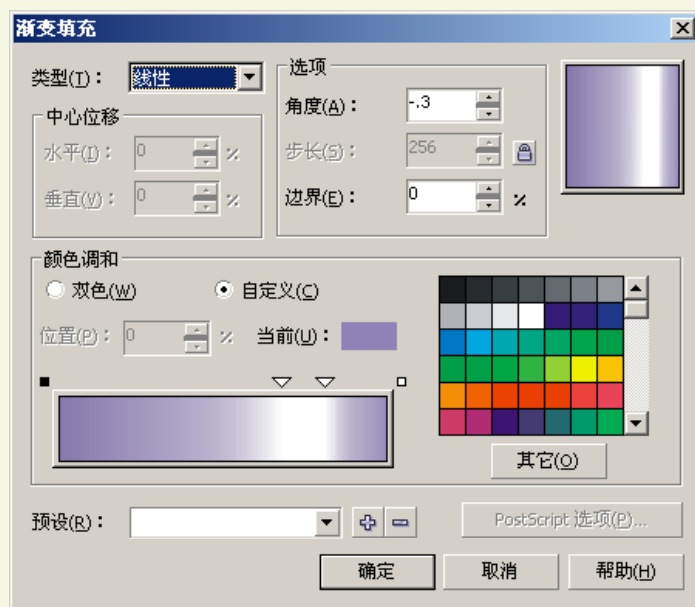 渐变填充
类型(T)： 线性
选项
角度(A)： -.3
中心位移
水平(I)： 0 %
步长(S)： 256
垂直(V)： 0 %
边界(E)： 0 %
颜色调和
双色(W) 自定义(C)
位置(P)： 0 % 当前(U)：
其它(O)
预设(R)： PostScript 选项(P)...
确定 取消 帮助(H)